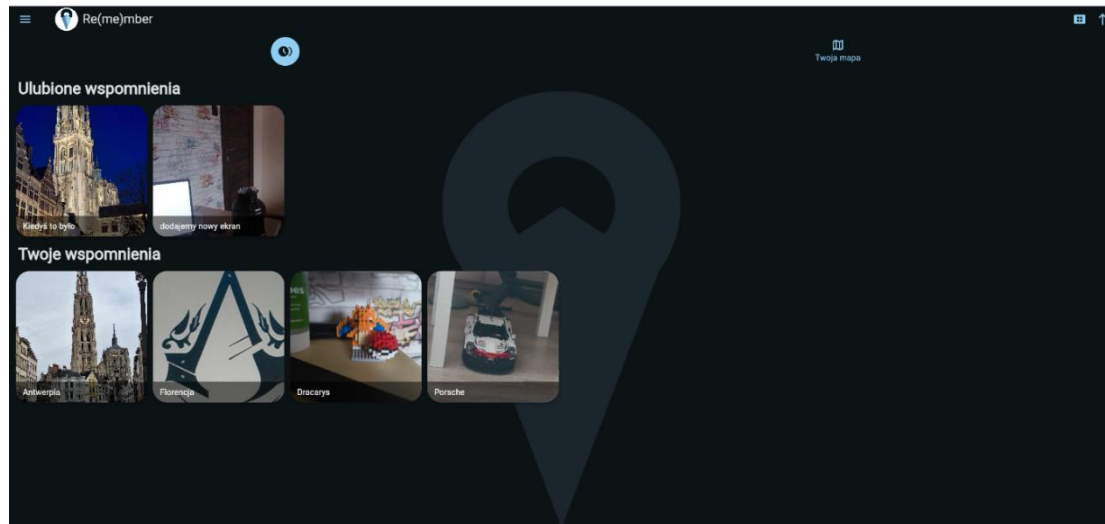 Re(me)mber
Twoja mapa
Ulubione wspomnienia
Kiedyś to było
dodajemy nowy ekran
Twoje wspomnienia
Antwerpia
Florencja
Dracarys
Porsche